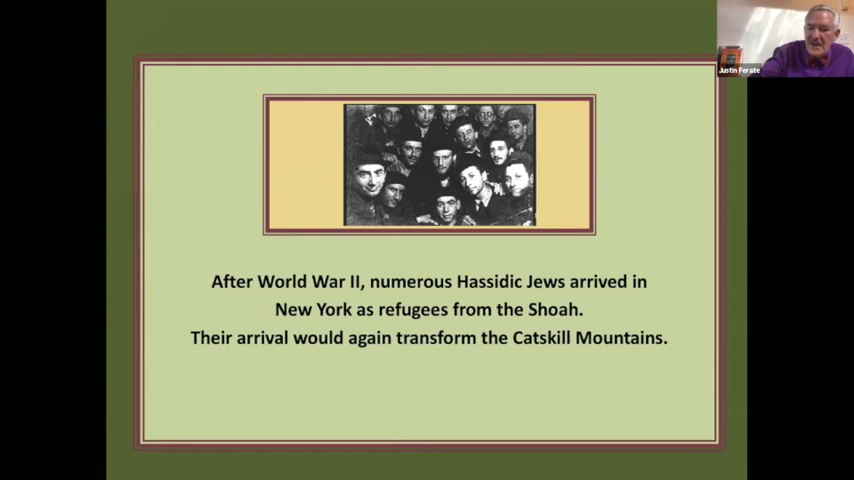 Justin Ferate
After World War II, numerous Hassidic Jews arrived in
New York as refugees from the Shoah.
Their arrival would again transform the Catskill Mountains.